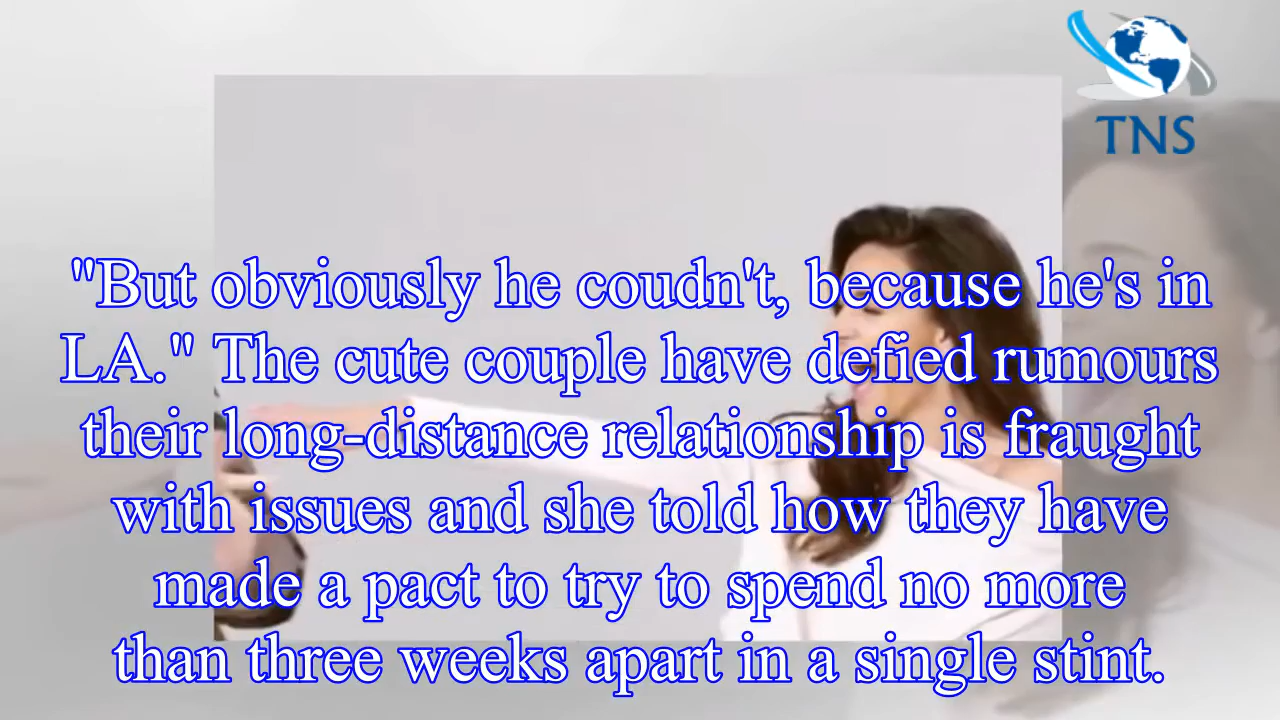 TNS
"But obviously he coudn't, because he's in
LA." The cute couple have defied rumours
their long-distance relationship is fraught
with issues and she told how they have
made a pact to try to spend no more
than three weeks apart in a single stint.